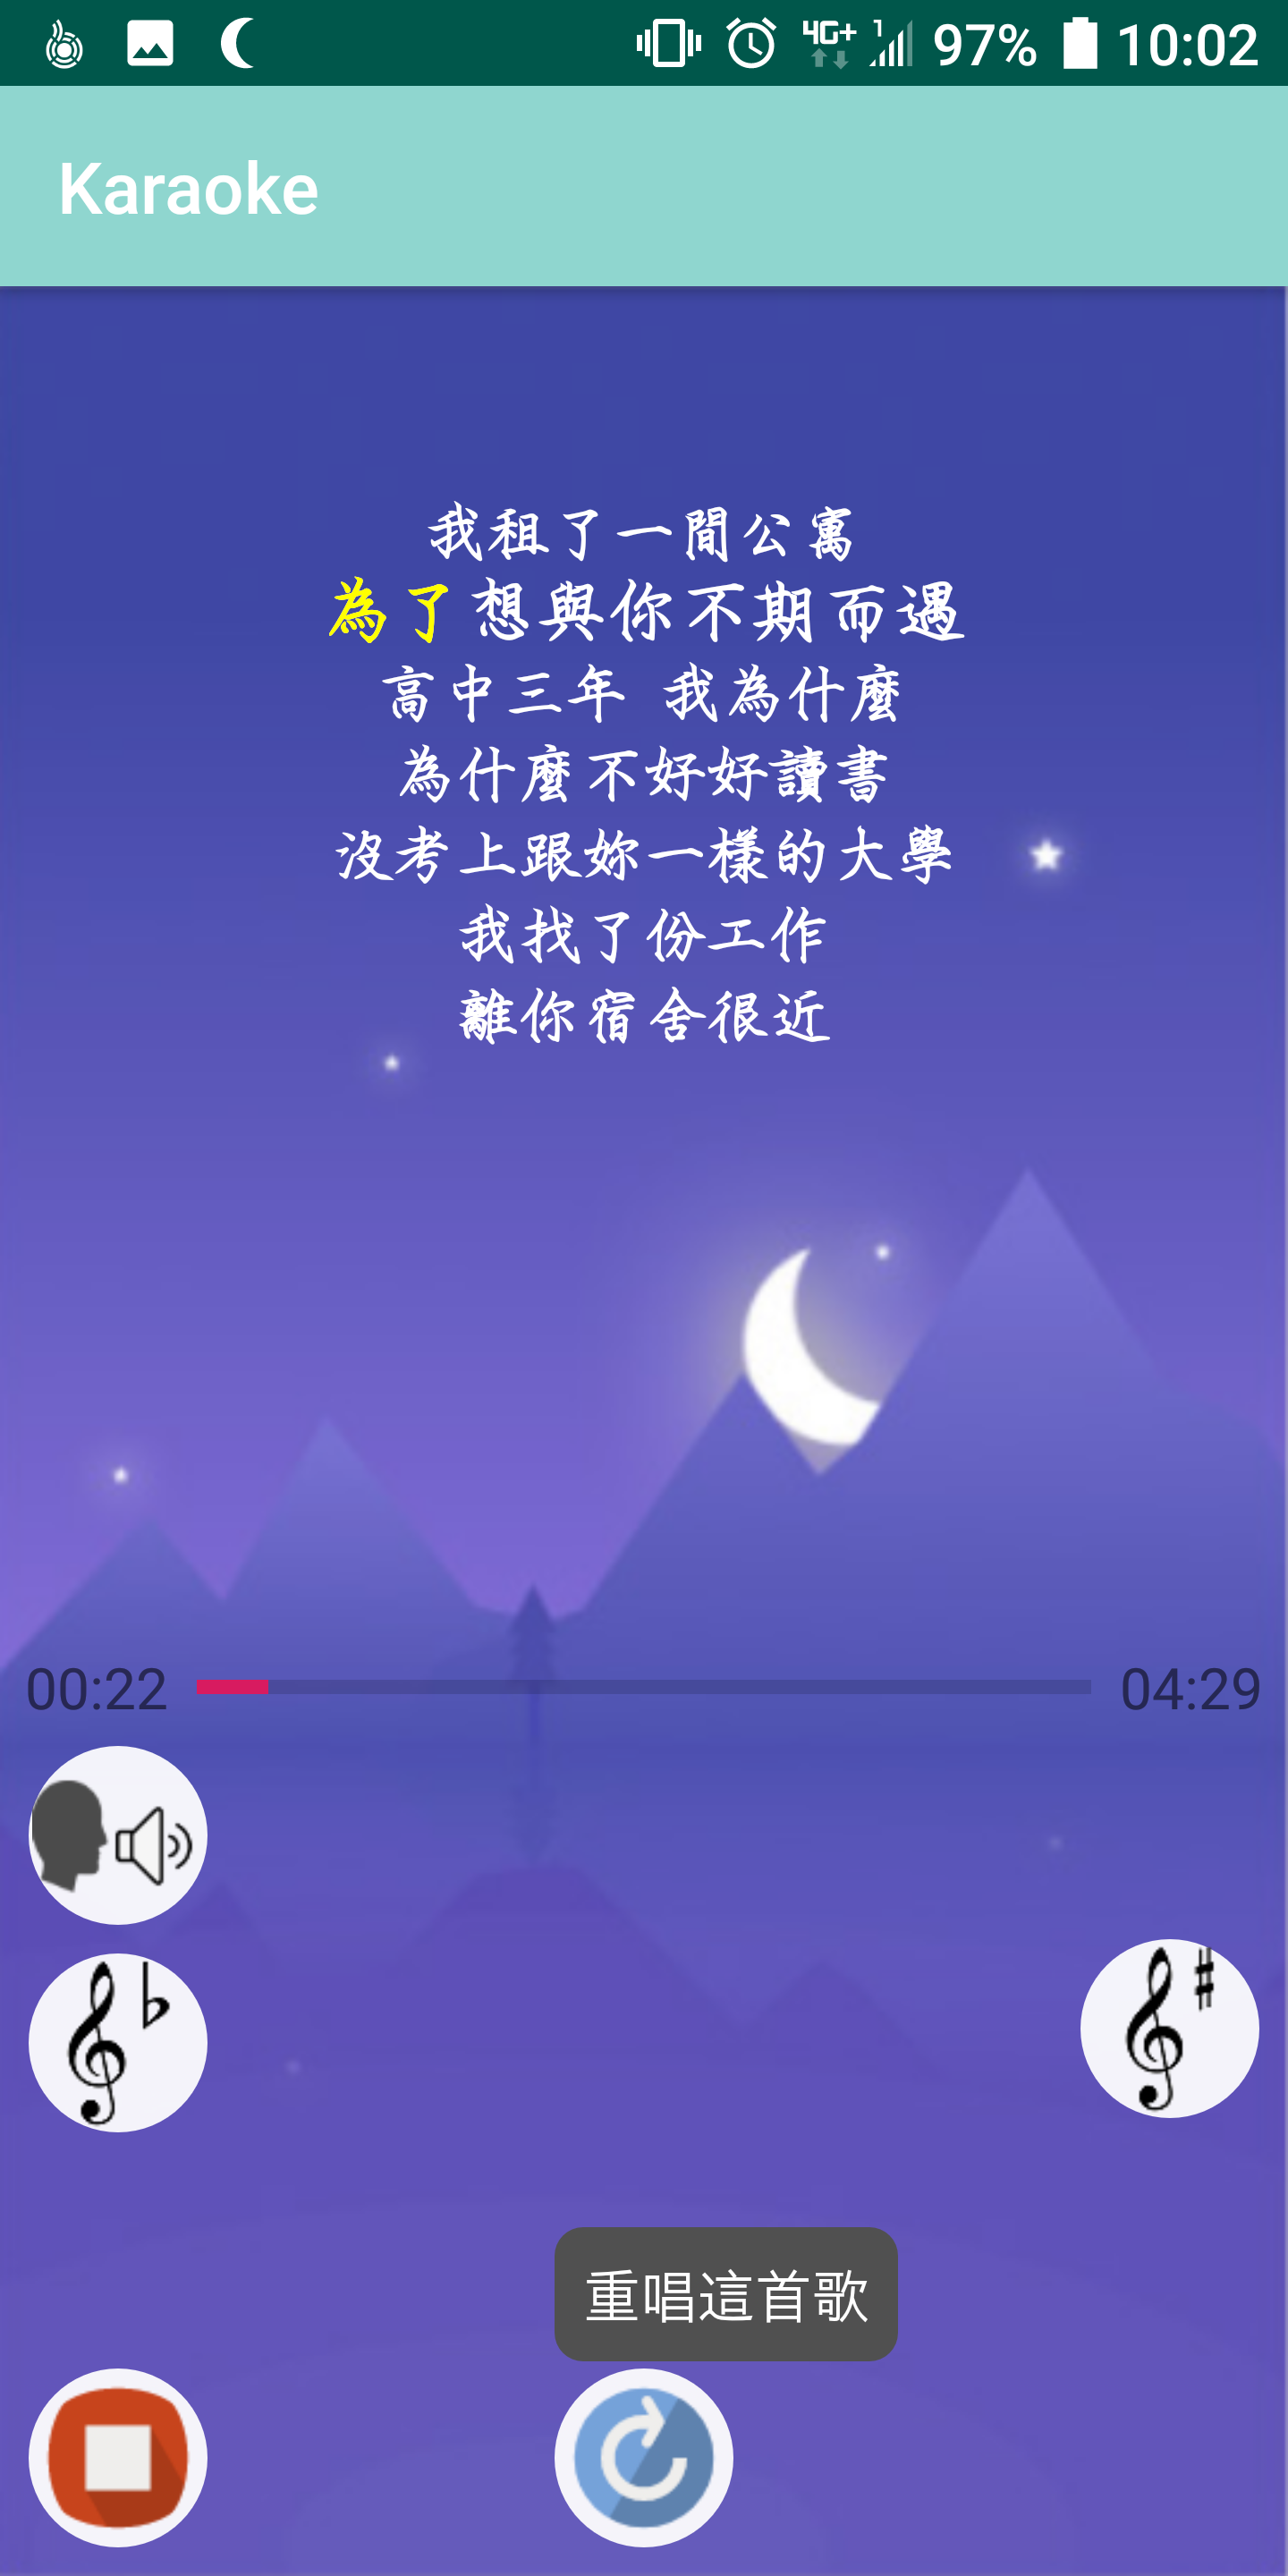 4G+ 1 97% 10:02
Karaoke
我租了一間公寓
為了想與你不期而遇
高中三年 我為什麼
為什麼不好好讀書
沒考上跟妳一樣的大學
我找了份工作
離你宿舍很近
00:22 04:29
重唱這首歌